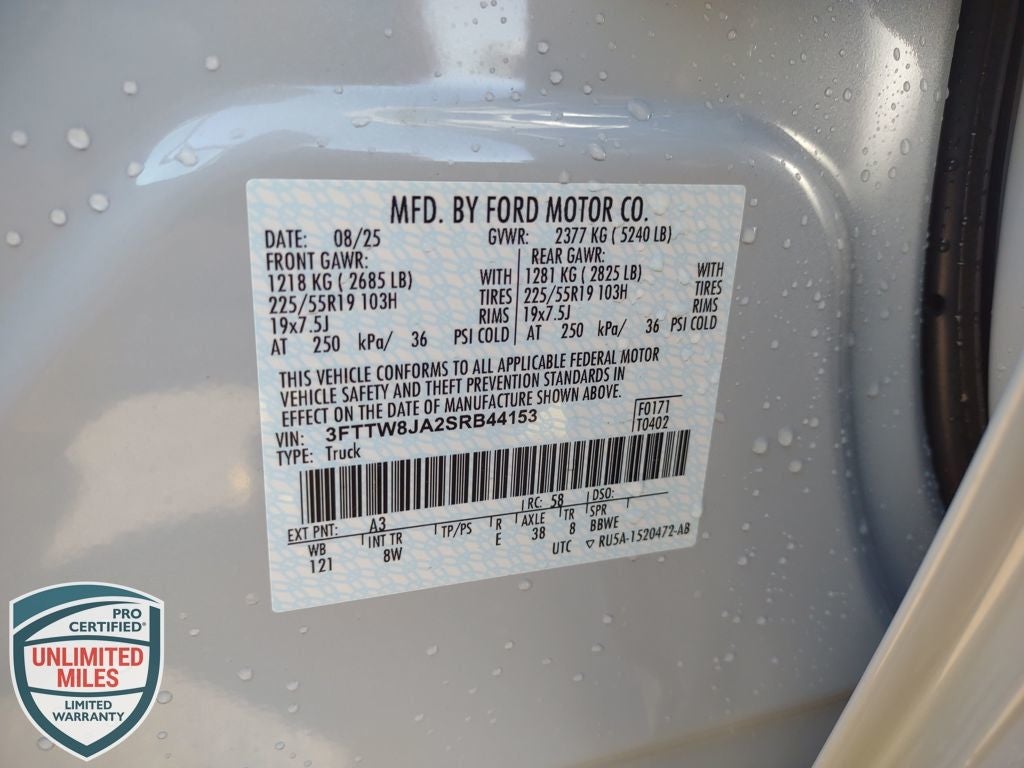 MFD. BY FORD MOTOR CO.
DATE: 08/25 GVWR: 2377 KG ( 5240 LB)
FRONT GAWR: REAR GAWR:
1218 KG ( 2685 LB) WITH 1281 KG ( 2825 LB) WITH
225/55R19 103H TIRES 225/55R19 103H TIRES
19x7.5J RIMS 19x7.5J RIMS
AT 250 kPa/ 36 PSI COLD AT 250 kPa/ 36 PSI COLD
THIS VEHICLE CONFORMS TO ALL APPLICABLE FEDERAL MOTOR
VEHICLE SAFETY AND THEFT PREVENTION STANDARDS IN
EFFECT ON THE DATE OF MANUFACTURE SHOWN ABOVE.
VIN: 3FTTW8JA2SRB44153 F0171
TYPE: Truck T0402
EXT PNT: A3 RC: 58 DSO:
WB INT TR TP/PS R AXLE TR SPR
121 8W E 38 8 BBWE
UTC ▽ RU5A-1520472-AB
PRO
CERTIFIED®
UNLIMITED
MILES
LIMITED
WARRANTY